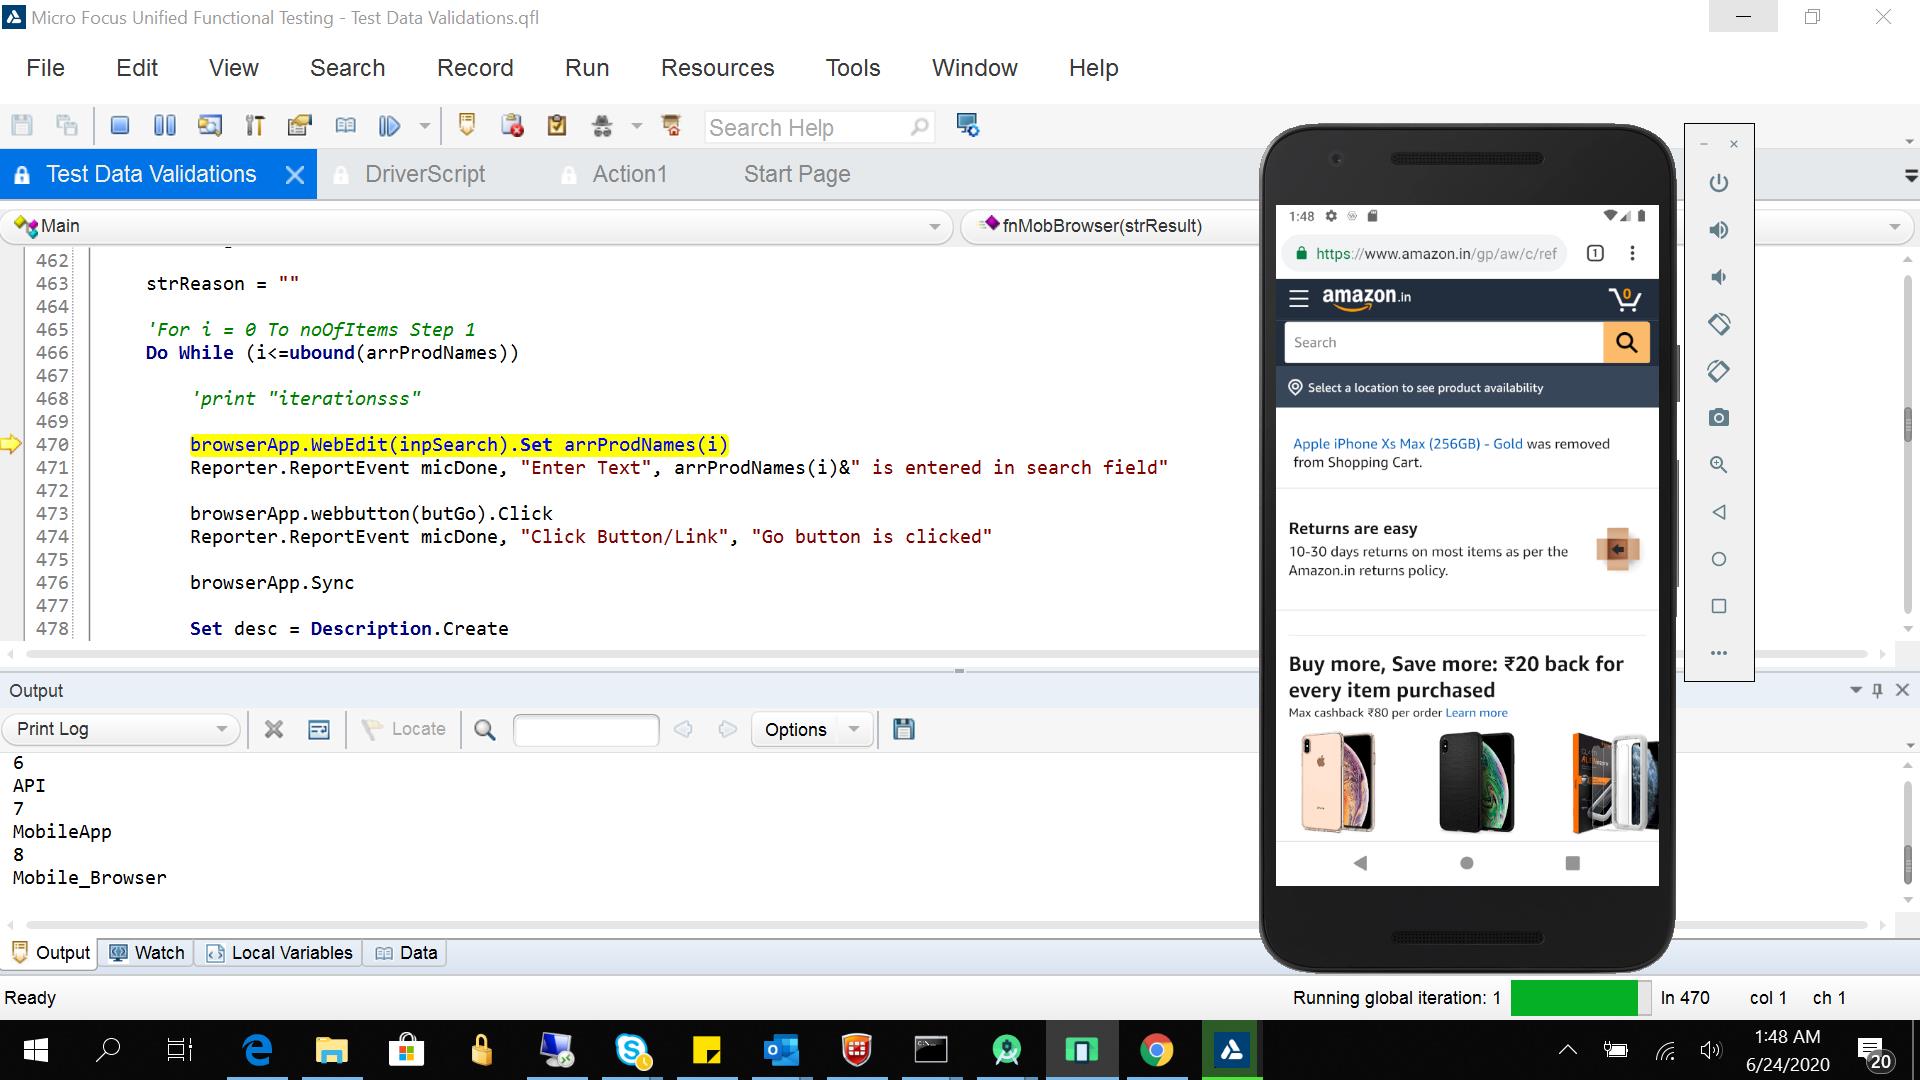 Micro Focus Unified Functional Testing - Test Data Validations.qfl
File Edit View Search Record Run Resources Tools Window Help
Search Help
Test Data Validations DriverScript Action1 Start Page
Main fnMobBrowser(strResult)
462
463 strReason = ""
464
465 'For i = 0 To noOfItems Step 1
466 Do While (i<=ubound(arrProdNames))
467
468 'print "iterationsss"
469
470 browserApp.WebEdit(inpSearch).Set arrProdNames(i)
471 Reporter.ReportEvent micDone, "Enter Text", arrProdNames(i)&" is entered in search field"
472
473 browserApp.webbutton(butGo).Click
474 Reporter.ReportEvent micDone, "Click Button/Link", "Go button is clicked"
475
476 browserApp.Sync
477
478 Set desc = Description.Create
Output
Print Log Locate Options
6
API
7
MobileApp
8
Mobile_Browser
Output Watch Local Variables Data
Ready Running global iteration: 1 ln 470 col 1 ch 1
1:48
https://www.amazon.in/gp/aw/c/ref 1
amazon.in 0
Search
Select a location to see product availability
Apple iPhone Xs Max (256GB) - Gold was removed
from Shopping Cart.
Returns are easy
10-30 days returns on most items as per the
Amazon.in returns policy.
Buy more, Save more: ₹20 back for
every item purchased
Max cashback ₹80 per order Learn more
1:48 AM
6/24/2020
20